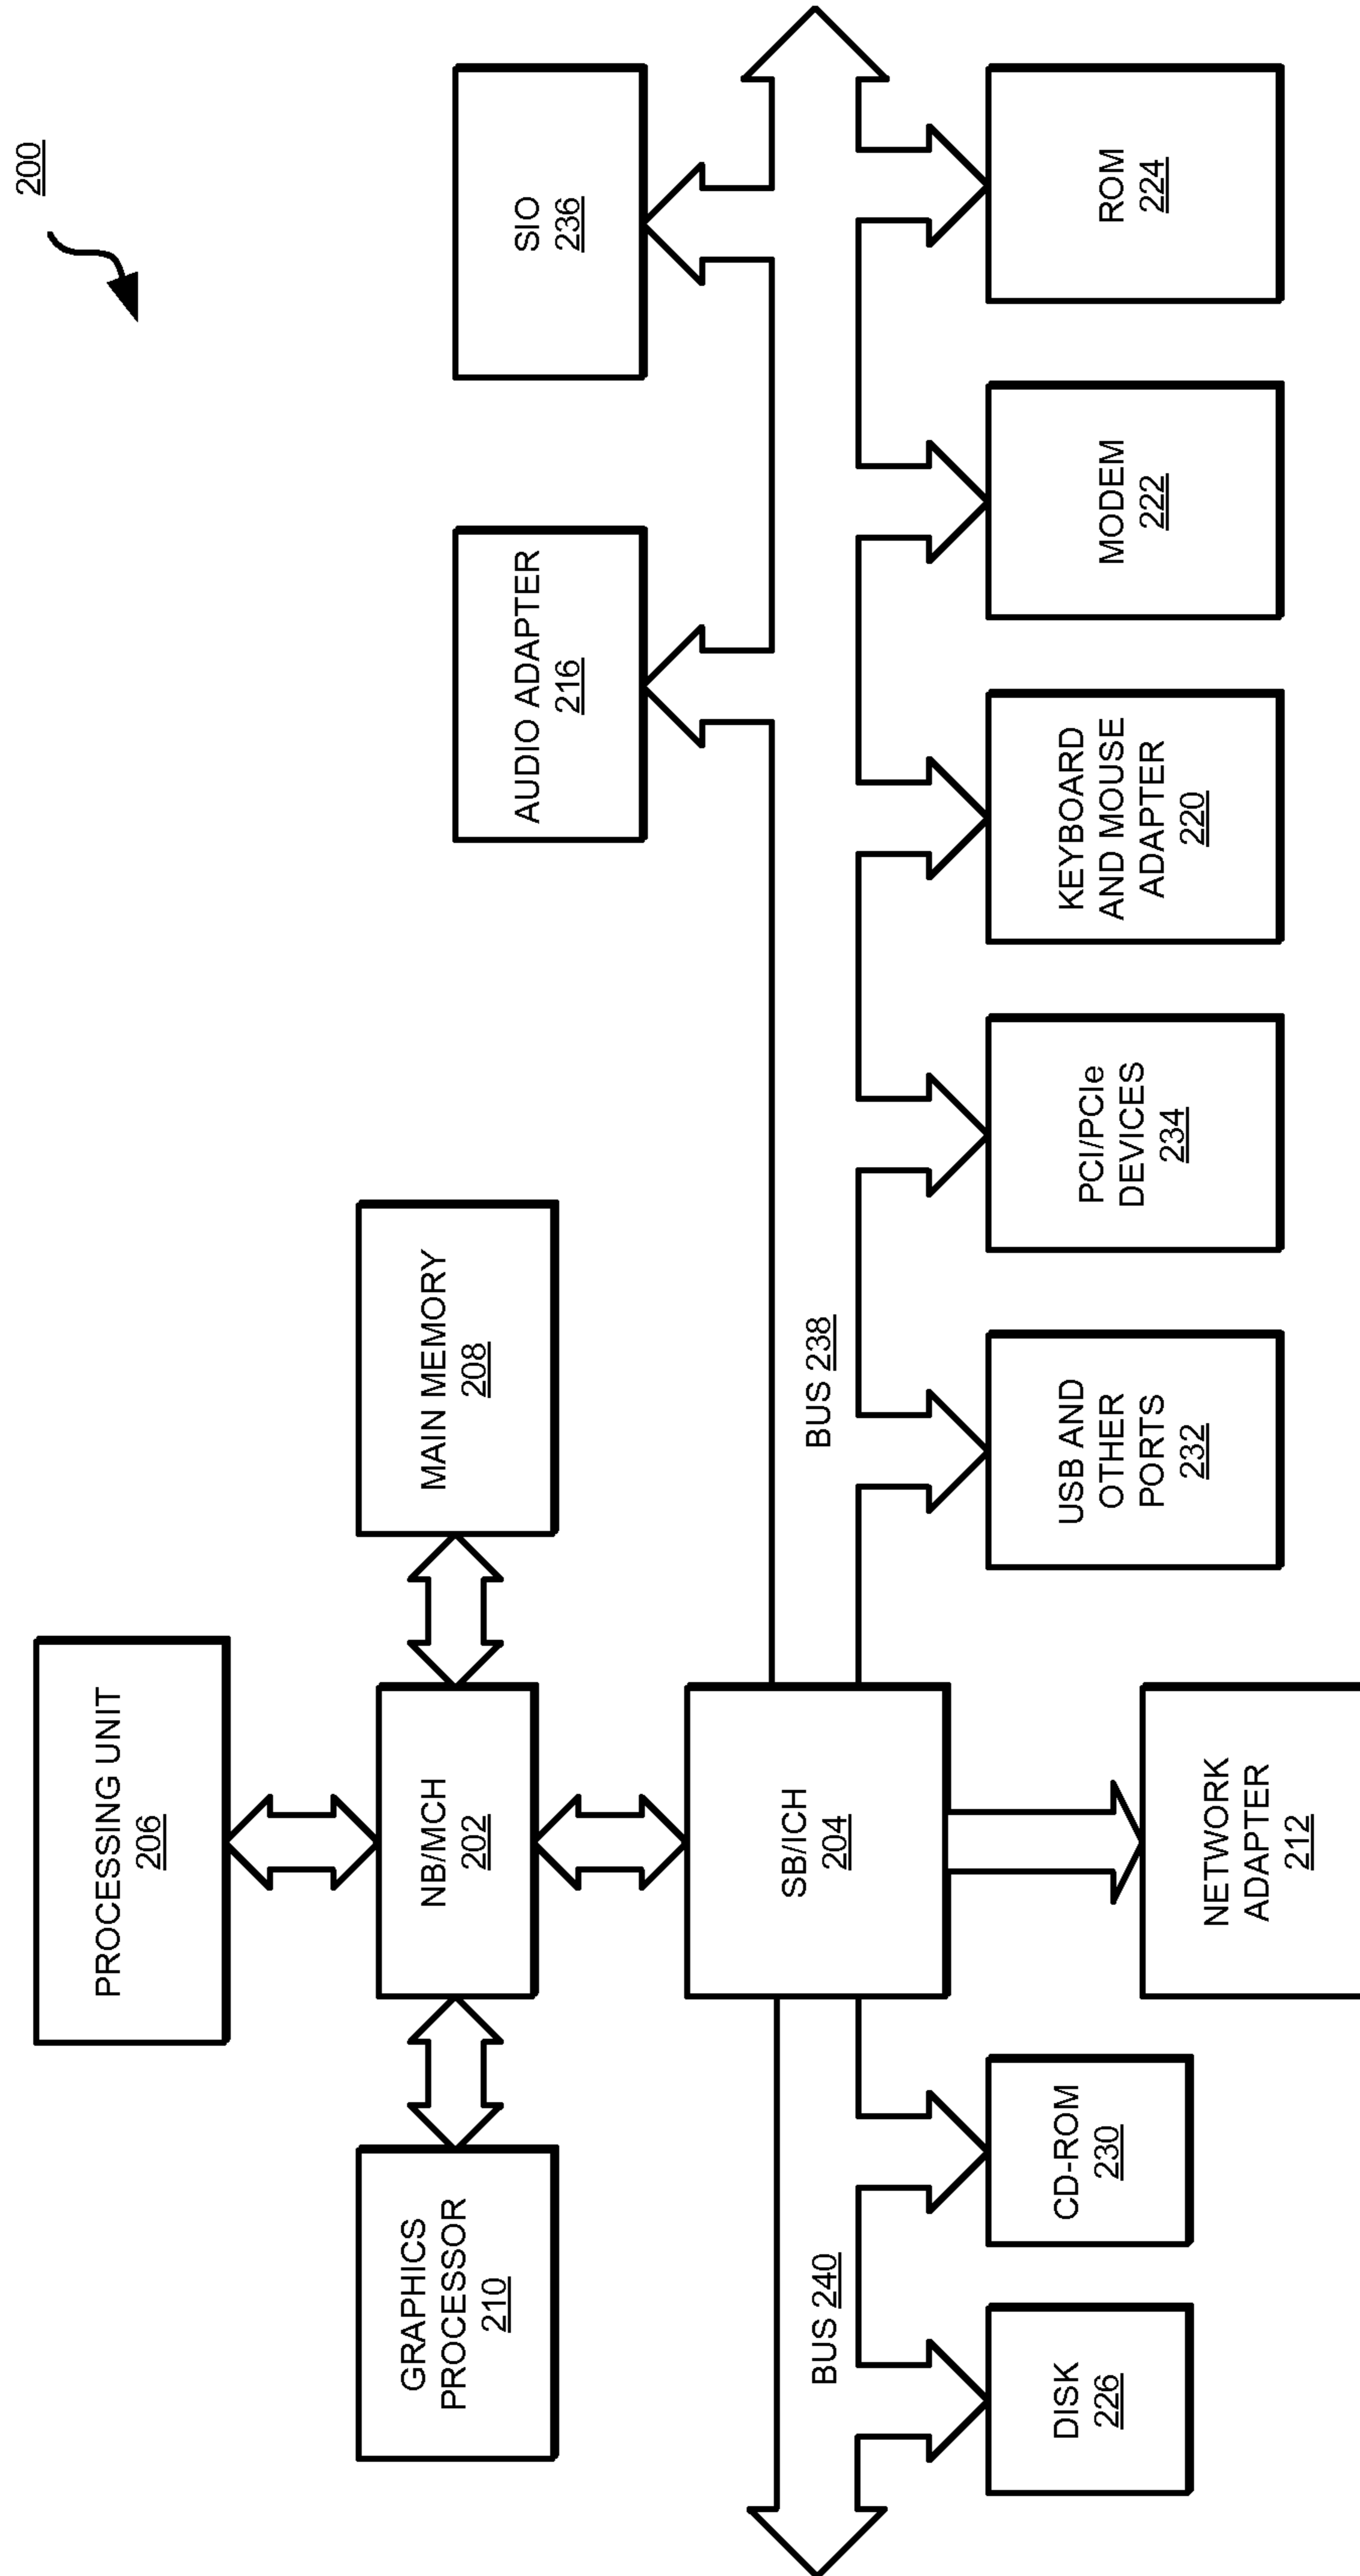 200
PROCESSING UNIT
206
GRAPHICS
PROCESSOR
210
NB/MCH
202
MAIN MEMORY
208
AUDIO ADAPTER
216
SIO
236
SB/ICH
204
BUS 240
BUS 238
DISK
226
CD-ROM
230
NETWORK
ADAPTER
212
USB AND
OTHER
PORTS
232
PCI/PCIe
DEVICES
234
KEYBOARD
AND MOUSE
ADAPTER
220
MODEM
222
ROM
224